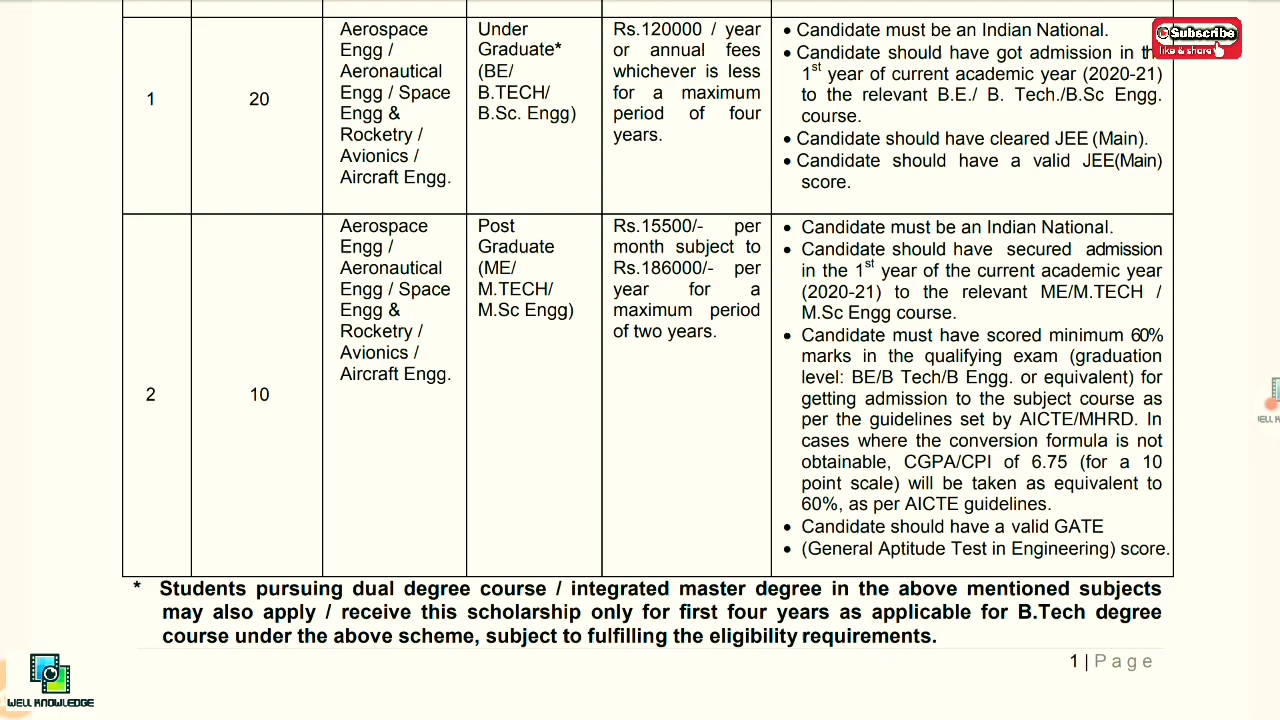 1
20
Aerospace
Engg /
Aeronautical
Engg / Space
Engg &
Rocketry /
Avionics /
Aircraft Engg.
Under
Graduate*
(BE/
B.TECH/
B.Sc. Engg)
Rs.120000 / year
or annual fees
whichever is less
for a maximum
period of four
years.
• Candidate must be an Indian National.
• Candidate should have got admission in
1st year of current academic year (2020-21)
to the relevant B.E./ B. Tech./B.Sc Engg.
course.
• Candidate should have cleared JEE (Main).
• Candidate should have a valid JEE(Main)
score.
Subscribe
like & share
2
10
Aerospace
Engg /
Aeronautical
Engg / Space
Engg &
Rocketry /
Avionics /
Aircraft Engg.
Post
Graduate
(ME/
M.TECH/
M.Sc Engg)
Rs.15500/- per
month subject to
Rs.186000/- per
year for a
maximum period
of two years.
• Candidate must be an Indian National.
• Candidate should have secured admission
in the 1st year of the current academic year
(2020-21) to the relevant ME/M.TECH /
M.Sc Engg course.
• Candidate must have scored minimum 60%
marks in the qualifying exam (graduation
level: BE/B Tech/B Engg. or equivalent) for
getting admission to the subject course as
per the guidelines set by AICTE/MHRD. In
cases where the conversion formula is not
obtainable, CGPA/CPI of 6.75 (for a 10
point scale) will be taken as equivalent to
60%, as per AICTE guidelines.
• Candidate should have a valid GATE
• (General Aptitude Test in Engineering) score.
* Students pursuing dual degree course / integrated master degree in the above mentioned subjects
may also apply / receive this scholarship only for first four years as applicable for B.Tech degree
course under the above scheme, subject to fulfilling the eligibility requirements.
1 | Page
WELL KNOWLEDGE